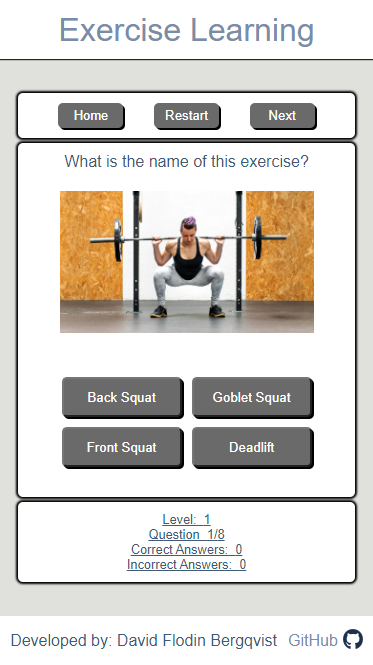 Exercise Learning
Home Restart Next
What is the name of this exercise?
Back Squat Goblet Squat
Front Squat Deadlift
Level: 1
Question 1/8
Correct Answers: 0
Incorrect Answers: 0
Developed by: David Flodin Bergqvist GitHub